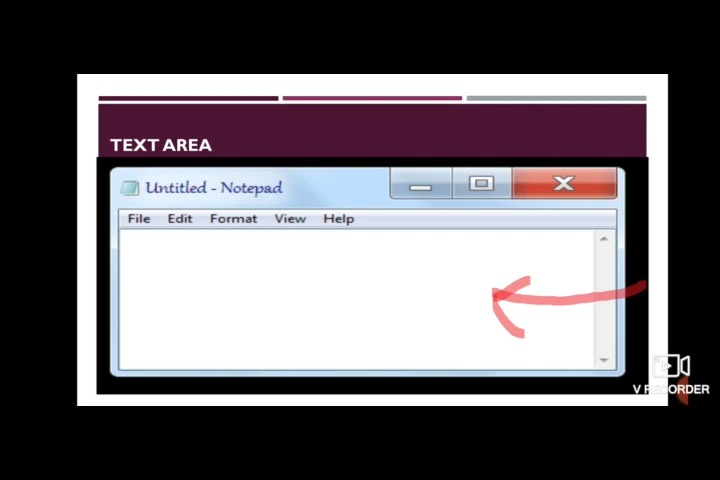 TEXT AREA
Untitled - Notepad
File Edit Format View Help
V RECORDER